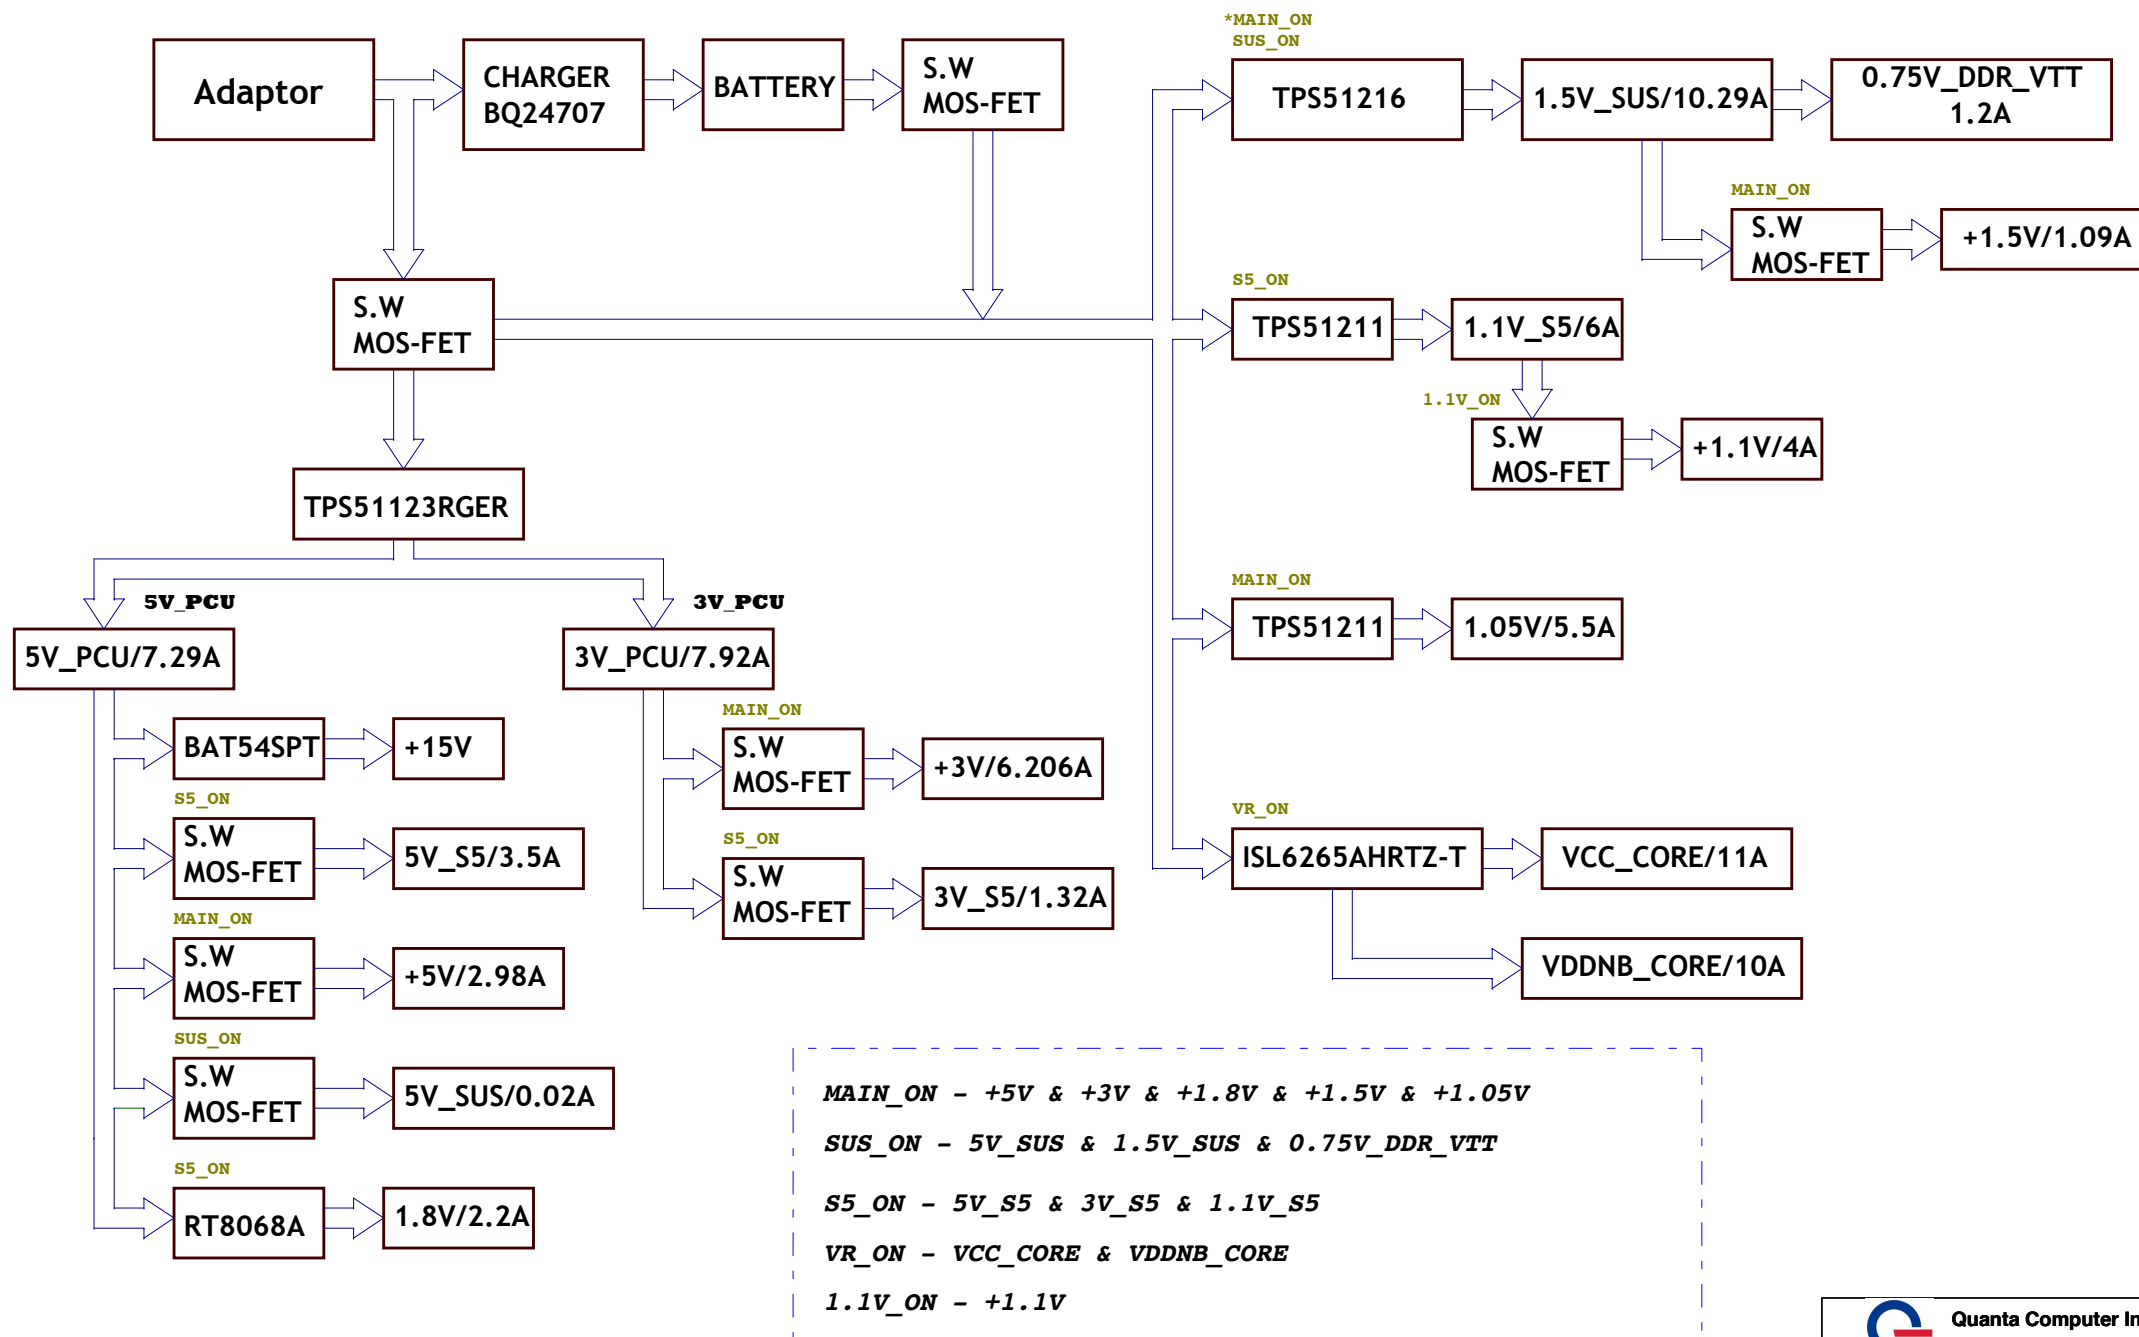 Adaptor
CHARGER
BQ24707
BATTERY
S.W
MOS-FET
*MAIN_ON
SUS_ON
TPS51216
1.5V_SUS/10.29A
0.75V_DDR_VTT
1.2A
MAIN_ON
S.W
MOS-FET
+1.5V/1.09A
S.W
MOS-FET
S5_ON
TPS51211
1.1V_S5/6A
1.1V_ON
S.W
MOS-FET
+1.1V/4A
TPS51123RGER
5V_PCU
3V_PCU
5V_PCU/7.29A
3V_PCU/7.92A
MAIN_ON
TPS51211
1.05V/5.5A
BAT54SPT
+15V
S5_ON
S.W
MOS-FET
5V_S5/3.5A
MAIN_ON
S.W
MOS-FET
+5V/2.98A
SUS_ON
S.W
MOS-FET
5V_SUS/0.02A
S5_ON
RT8068A
1.8V/2.2A
MAIN_ON
S.W
MOS-FET
+3V/6.206A
S5_ON
S.W
MOS-FET
3V_S5/1.32A
VR_ON
ISL6265AHRTZ-T
VCC_CORE/11A
VDDNB_CORE/10A
MAIN_ON - +5V & +3V & +1.8V & +1.5V & +1.05V
SUS_ON - 5V_SUS & 1.5V_SUS & 0.75V_DDR_VTT
S5_ON - 5V_S5 & 3V_S5 & 1.1V_S5
VR_ON - VCC_CORE & VDDNB_CORE
1.1V_ON - +1.1V
Quanta Computer In